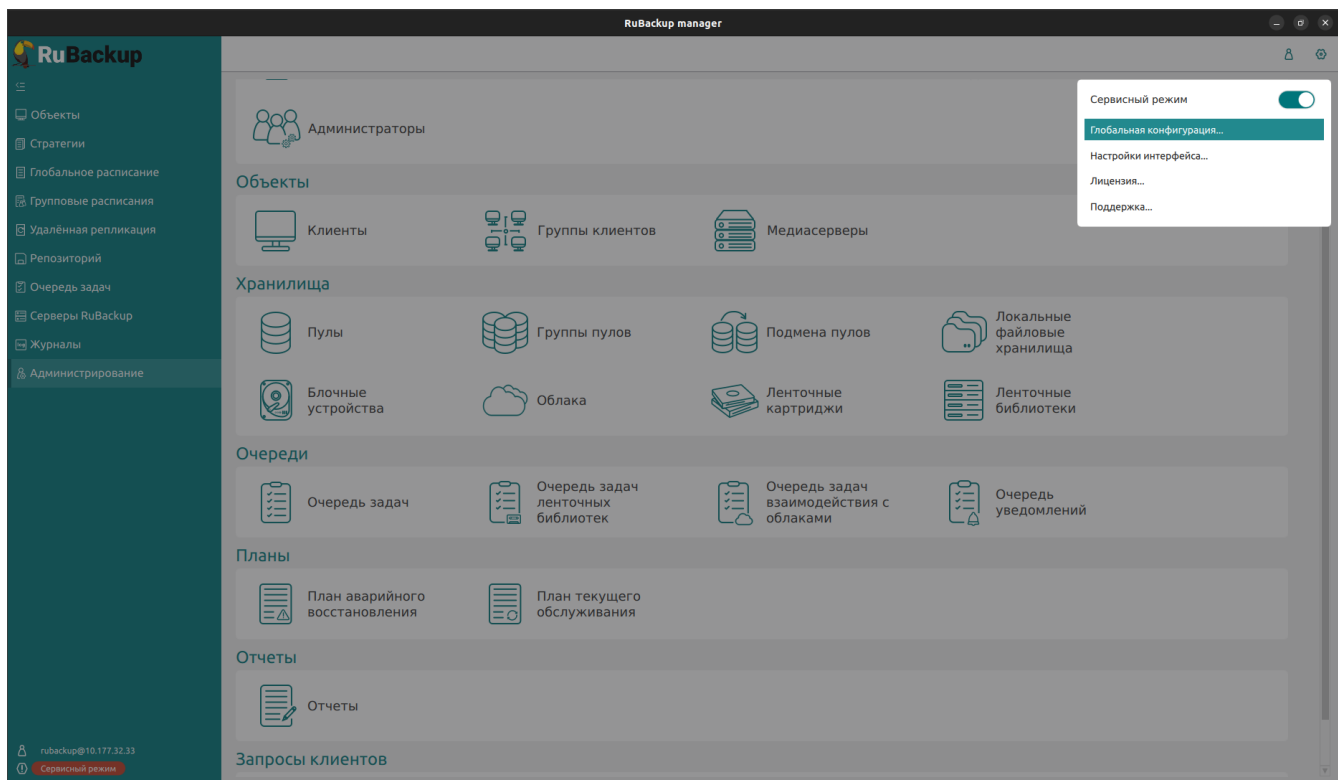 RuBackup manager
RuBackup
Объекты
Стратегии
Глобальное расписание
Групповые расписания
Удалённая репликация
Репозиторий
Очередь задач
Серверы RuBackup
Журналы
Администрирование
rubackup@10.177.32.33
Сервисный режим
Администраторы
Объекты
Клиенты
Группы клиентов
Медиасерверы
Хранилища
Пулы
Группы пулов
Подмена пулов
Локальные
файловые
хранилища
Блочные
устройства
Облака
Ленточные
картриджи
Ленточные
библиотеки
Очереди
Очередь задач
Очередь задач
ленточных
библиотек
Очередь задач
взаимодействия с
облаками
Очередь
уведомлений
Планы
План аварийного
восстановления
План текущего
обслуживания
Отчеты
Отчеты
Запросы клиентов
Сервисный режим
Глобальная конфигурация...
Настройки интерфейса...
Лицензия...
Поддержка...